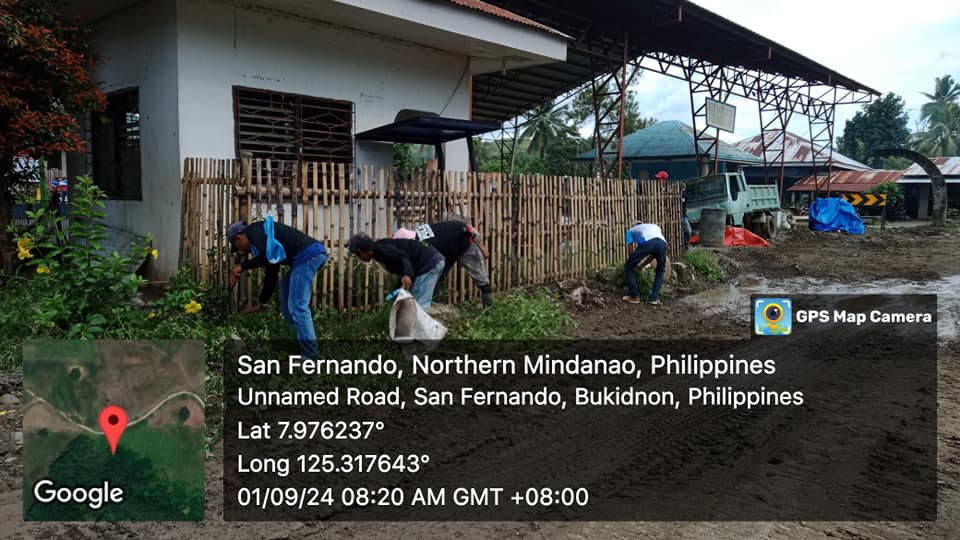 GPS Map Camera
San Fernando, Northern Mindanao, Philippines
Unnamed Road, San Fernando, Bukidnon, Philippines
Lat 7.976237°
Long 125.317643°
01/09/24 08:20 AM GMT +08:00
Google